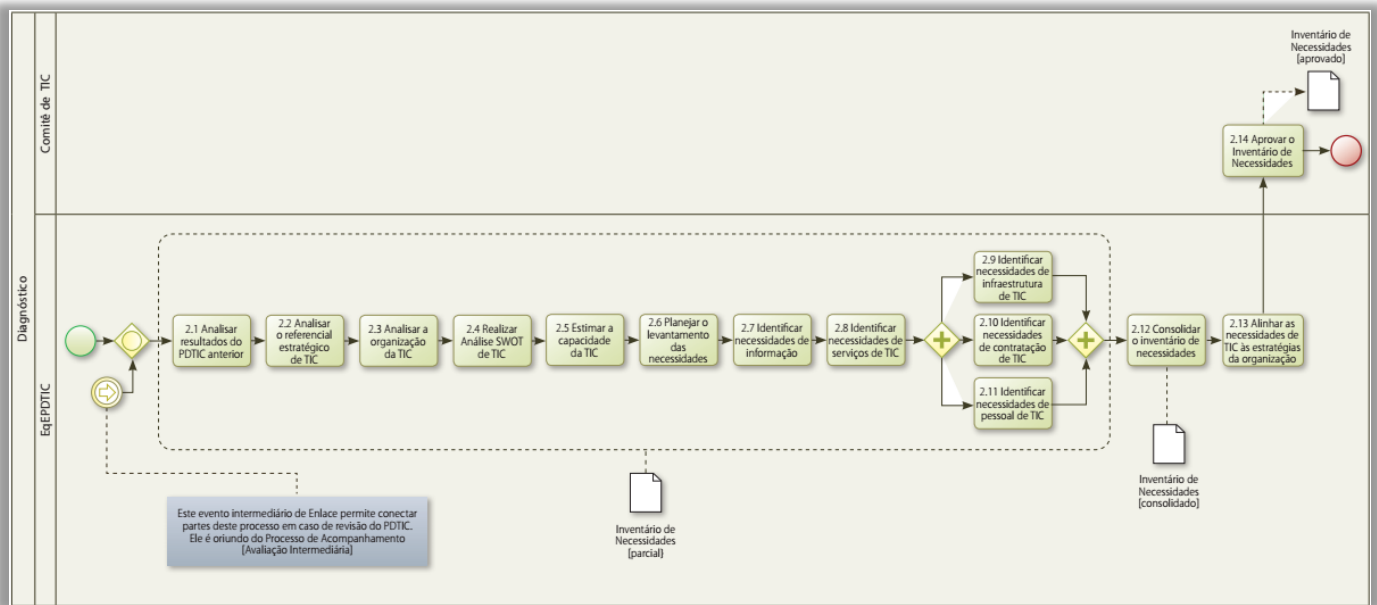 Diagnóstico
Comitê de TIC
Inventário de
Necessidades
[aprovado]
2.14 Aprovar o
Inventário de
Necessidades
EqEPDTIC
2.1 Analisar
resultados do
PDTIC anterior
2.2 Analisar
o referencial
estratégico
de TIC
2.3 Analisar a
organização
da TIC
2.4 Realizar
Análise SWOT
de TIC
2.5 Estimar a
capacidade
da TIC
2.6 Planejar o
levantamento
das
necessidades
2.7 Identificar
necessidades
de informação
2.8 Identificar
necessidades de
serviços de TIC
2.9 Identificar
necessidades de
infraestrutura
de TIC
2.10 Identificar
necessidades
de contratação
de TIC
2.11 Identificar
necessidades de
pessoal de TIC
2.12 Consolidar
o inventário de
necessidades
2.13 Alinhar as
necessidades de
TIC às estratégias
da organização
Este evento intermediário de Enlace permite conectar
partes deste processo em caso de revisão do PDTIC.
Ele é oriundo do Processo de Acompanhamento
[Avaliação Intermediária]
Inventário de
Necessidades
[parcial}
Inventário de
Necessidades
[consolidado]